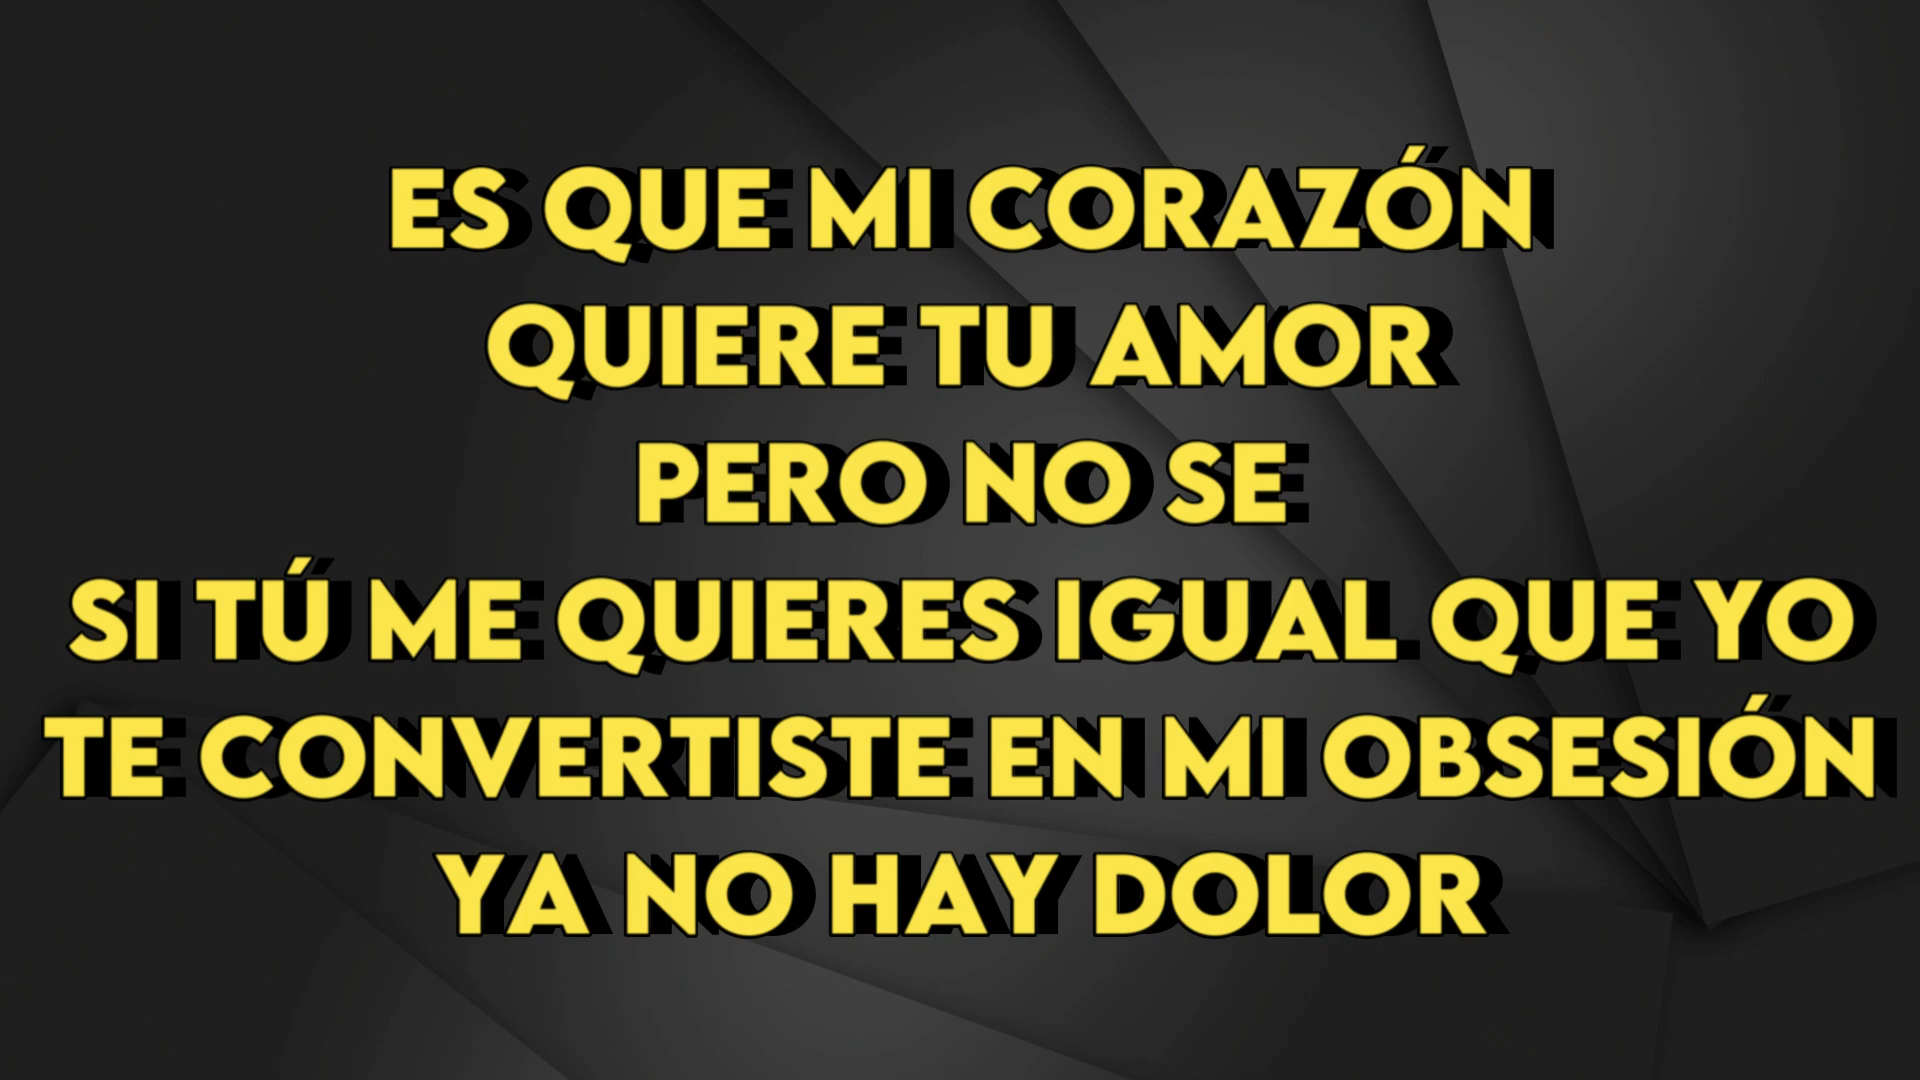 ES QUE MI CORAZÓN
QUIERE TU AMOR
PERO NO SE
SI TÚ ME QUIERES IGUAL QUE YO
TE CONVERTISTE EN MI OBSESIÓN
YA NO HAY DOLOR